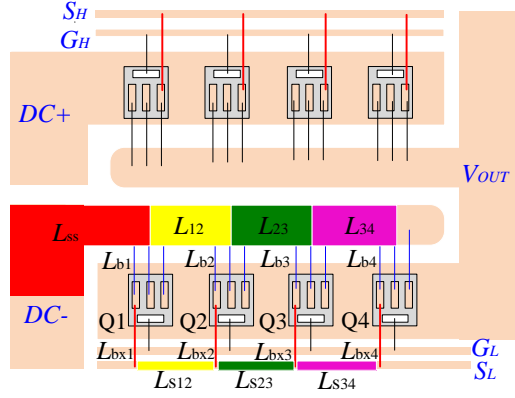 SH
GH
DC+
VOUT
Lss L12 L23 L34
Lb1 Lb2 Lb3 Lb4
DC- Q1 Q2 Q3 Q4
Lbx1 Lbx2 Lbx3 Lbx4 GL
LS12 LS23 LS34 SL